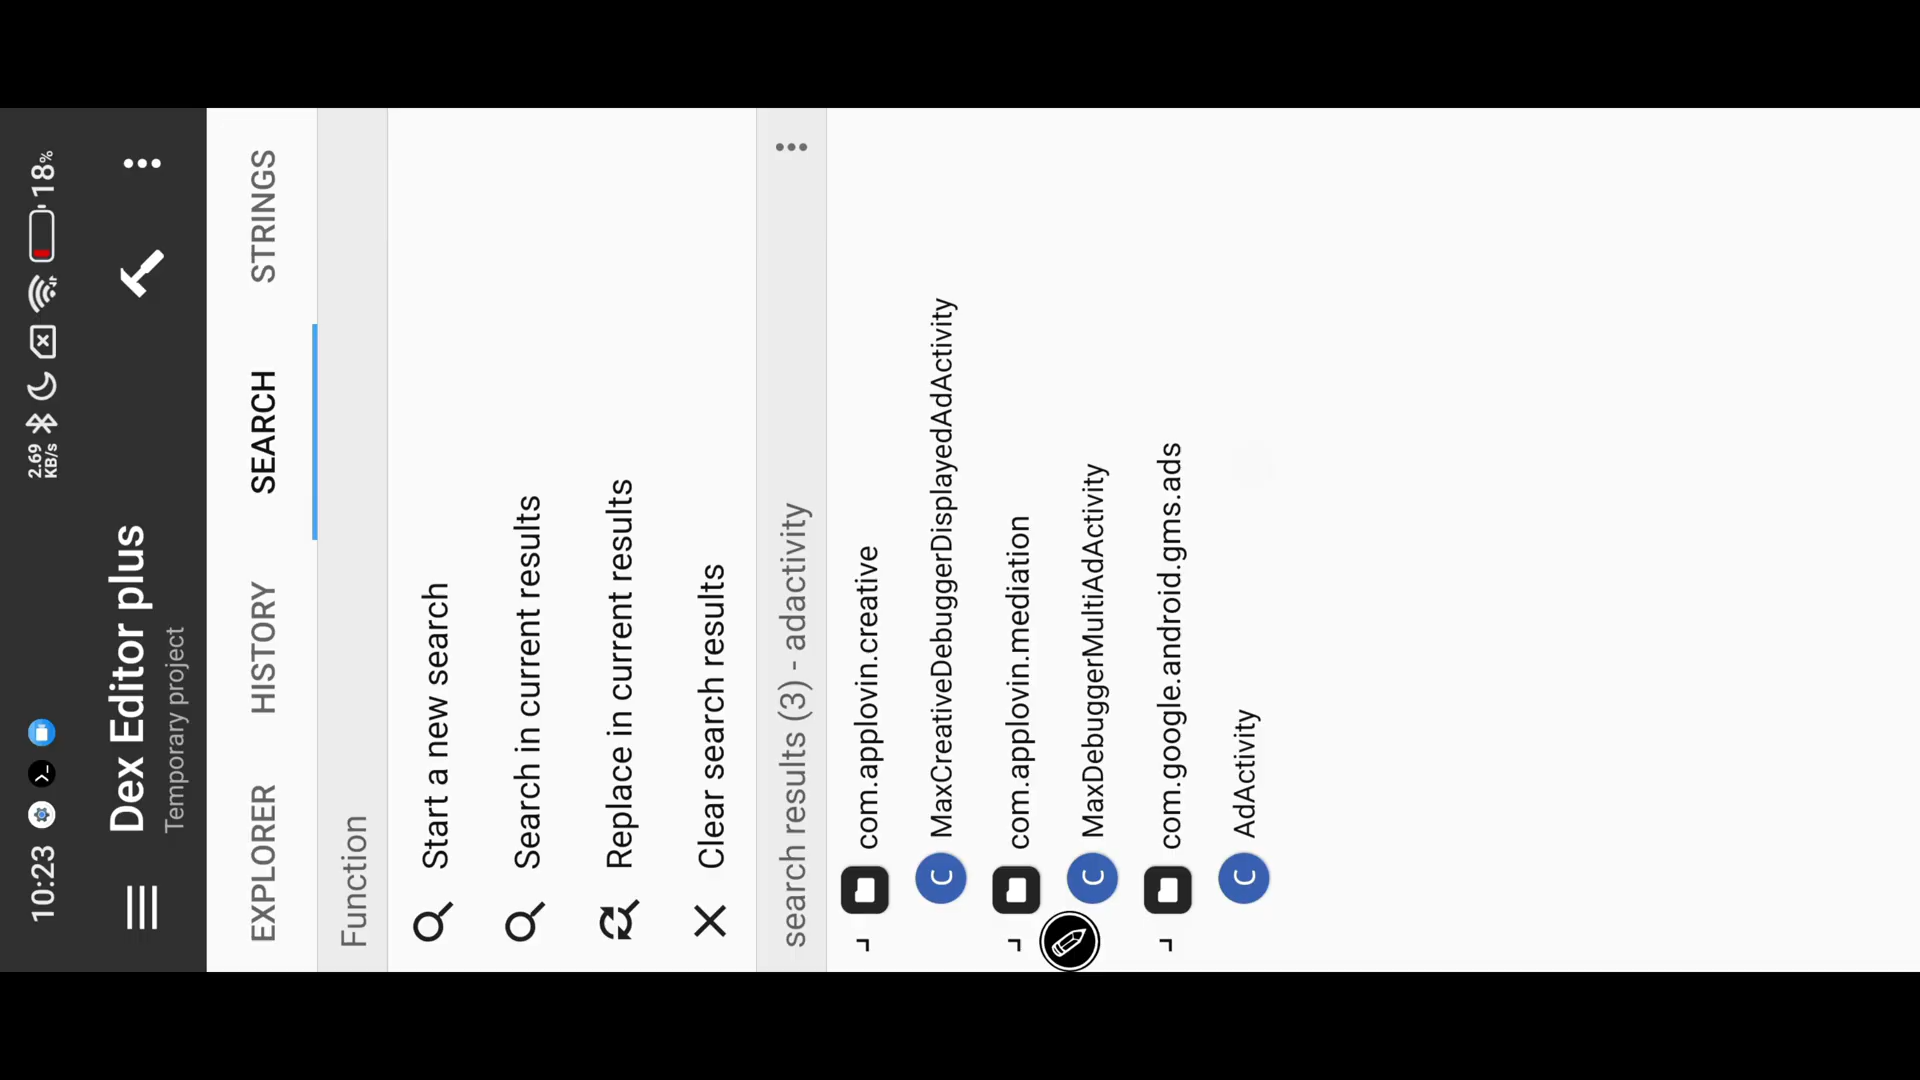 10:23
2.69 KB/s
18%
Dex Editor plus
Temporary project
EXPLORER HISTORY SEARCH STRINGS
Function
Start a new search
Search in current results
Replace in current results
Clear search results
search results (3) - adactivity
com.applovin.creative
C MaxCreativeDebuggerDisplayedAdActivity
com.applovin.mediation
C MaxDebuggerMultiAdActivity
com.google.android.gms.ads
C AdActivity